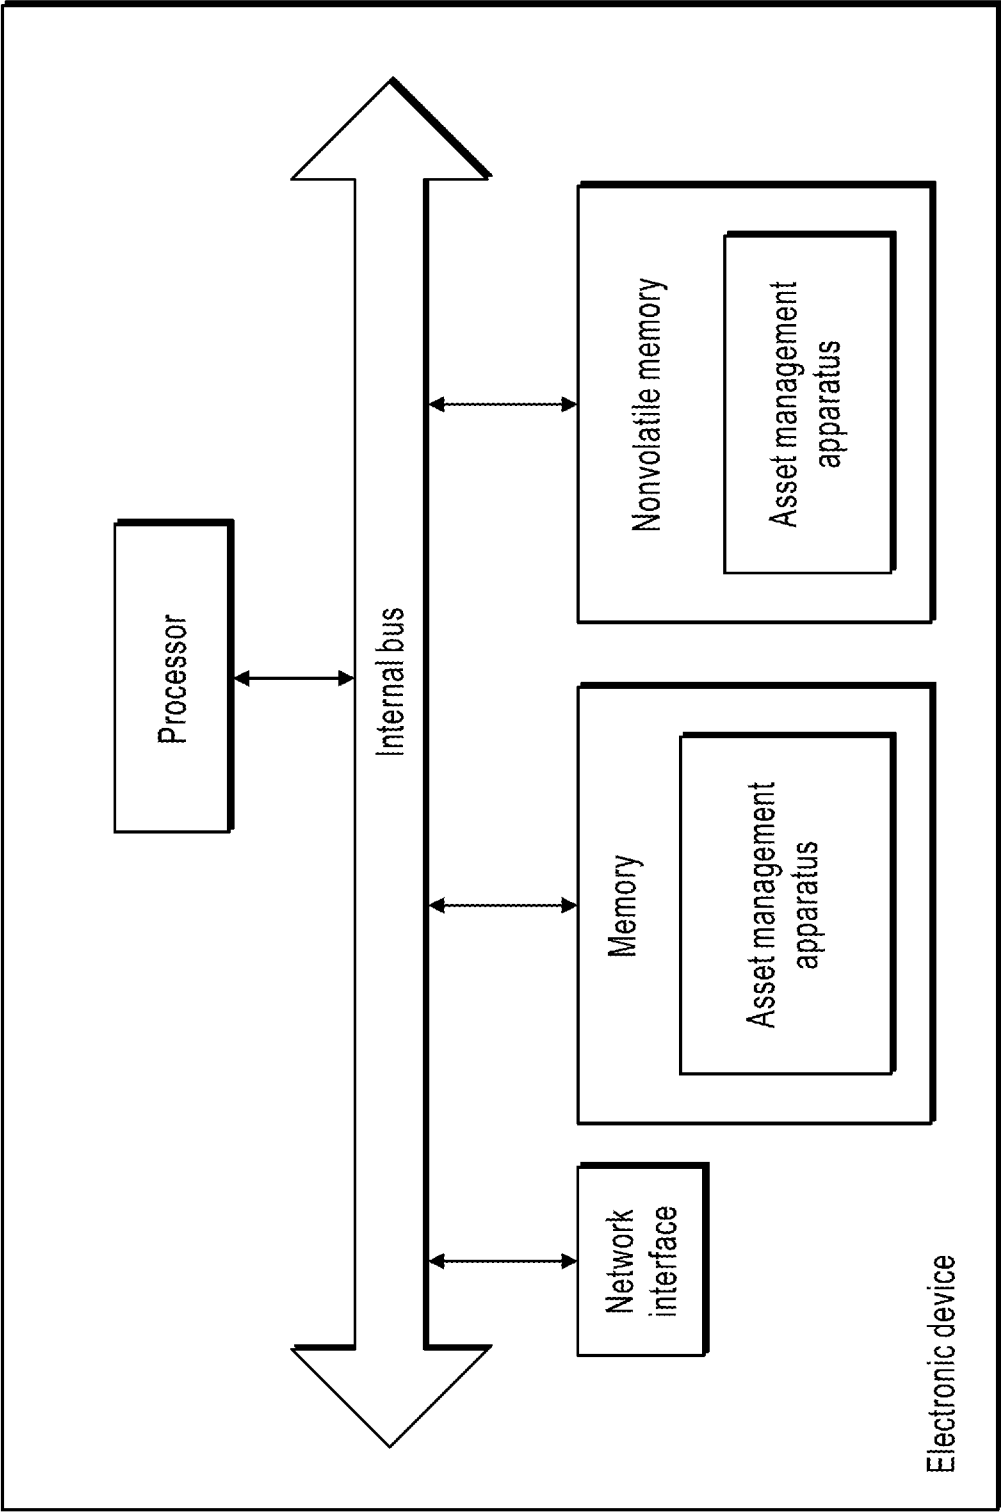 Processor
Internal bus
Network
interface
Memory
Asset management
apparatus
Nonvolatile memory
Asset management
apparatus
Electronic device